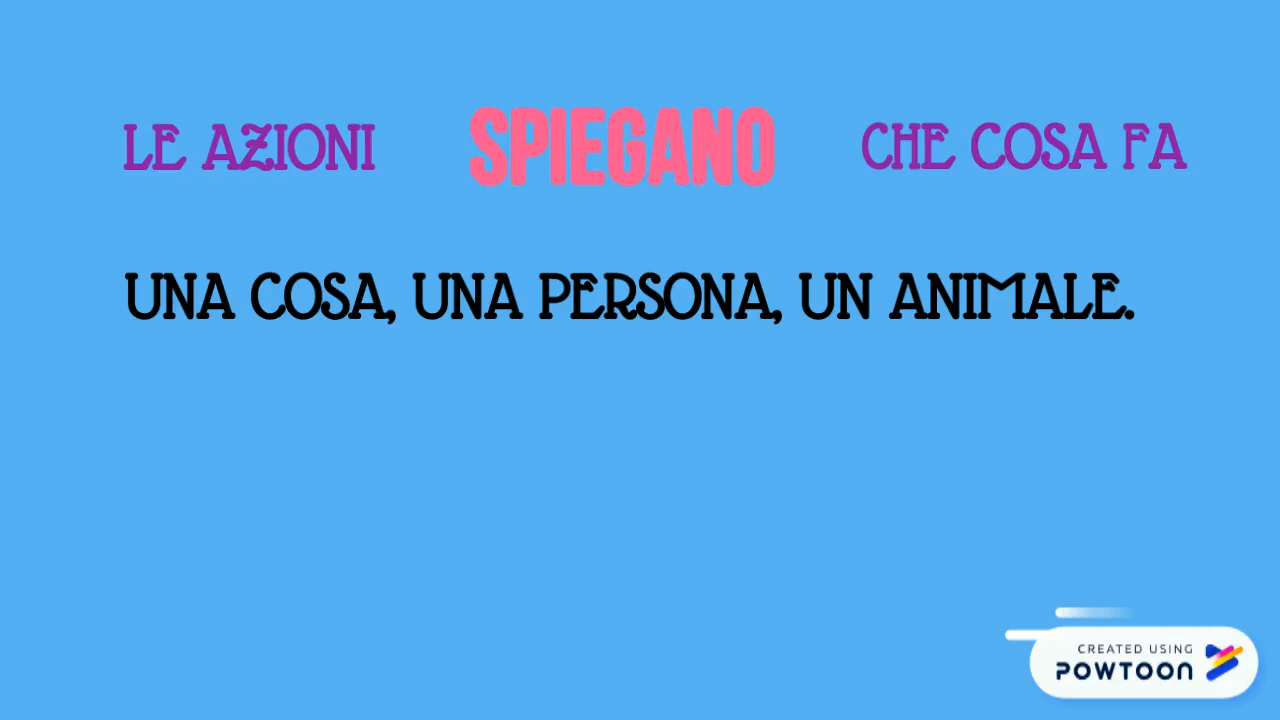 LE AZIONI SPIEGANO CHE COSA FA
UNA COSA, UNA PERSONA, UN ANIMALE.
CREATED USING
POWTOON